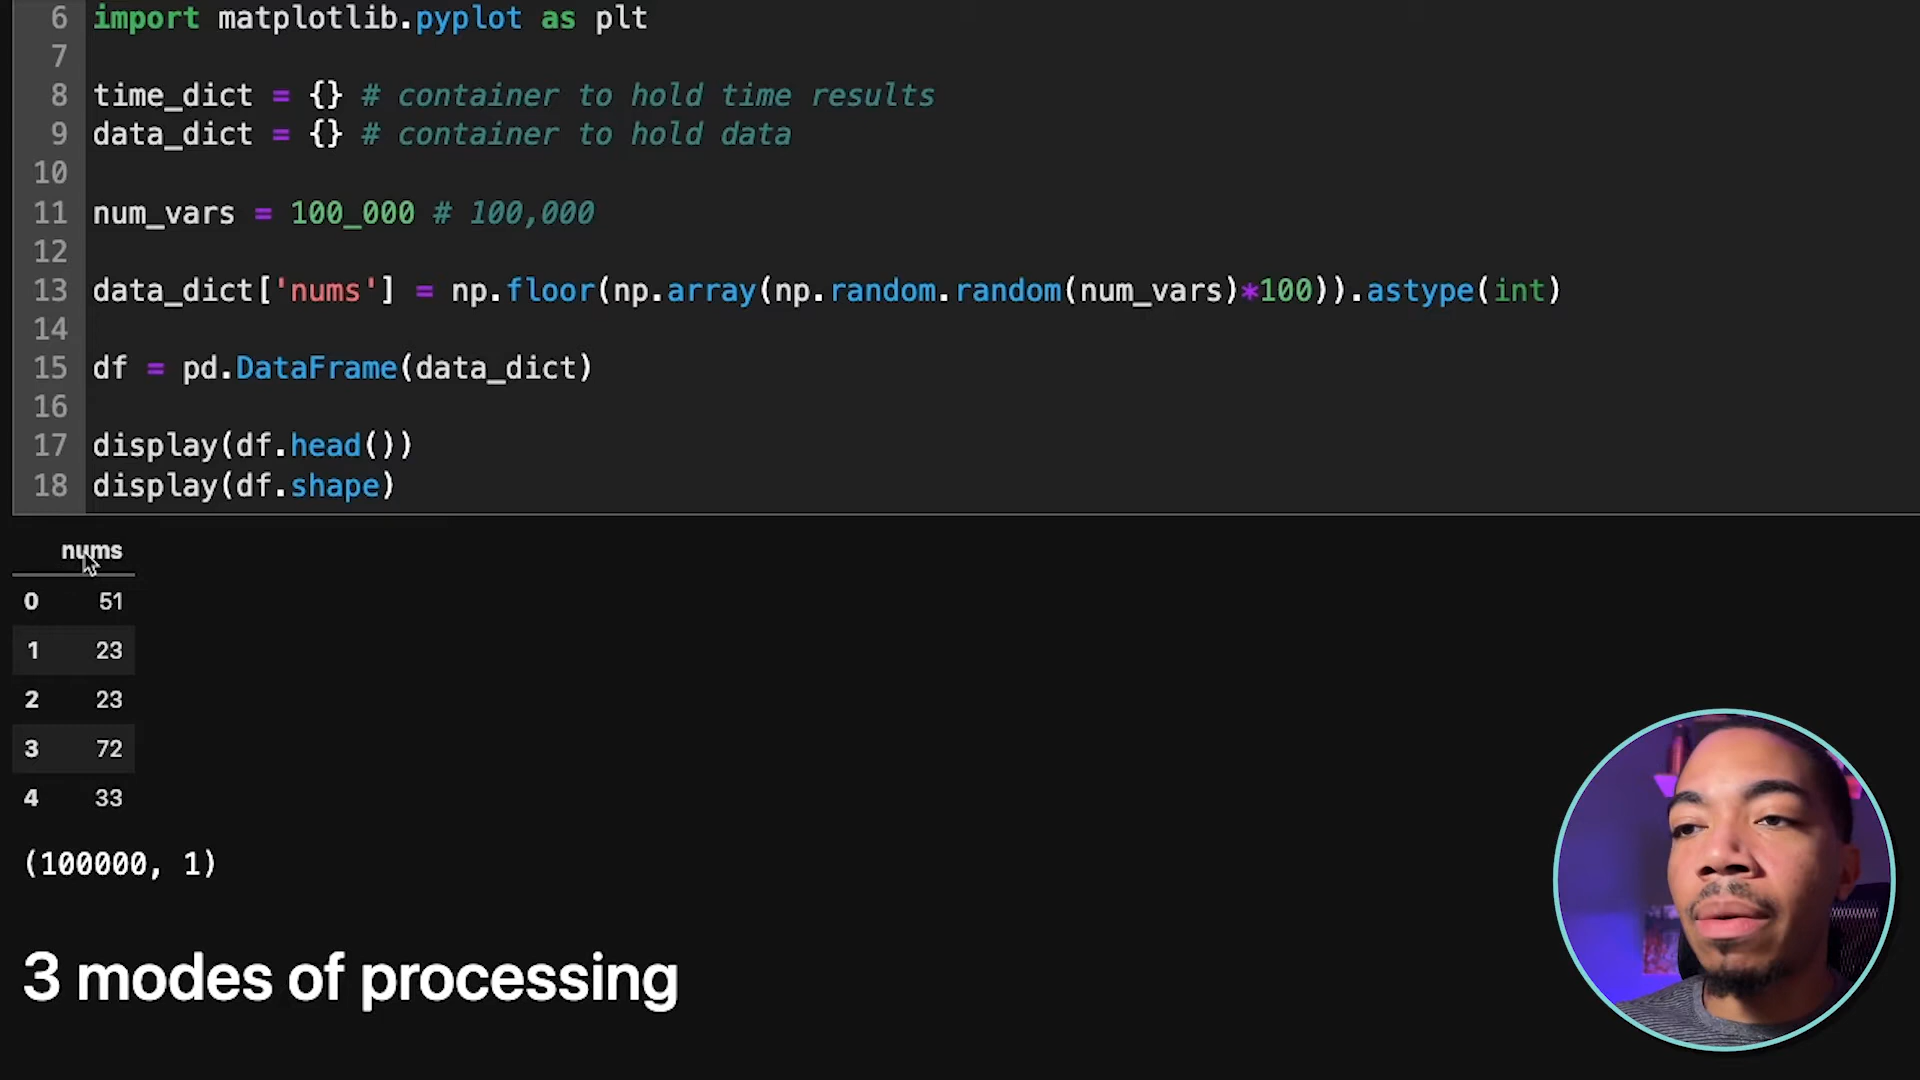 6 import matplotlib.pyplot as plt
7
8 time_dict = {} # container to hold time results
9 data_dict = {} # container to hold data
10
11 num_vars = 100_000 # 100,000
12
13 data_dict['nums'] = np.floor(np.array(np.random.random(num_vars)*100)).astype(int)
14
15 df = pd.DataFrame(data_dict)
16
17 display(df.head())
18 display(df.shape)
nums
0 51
1 23
2 23
3 72
4 33
(100000, 1)
3 modes of processing